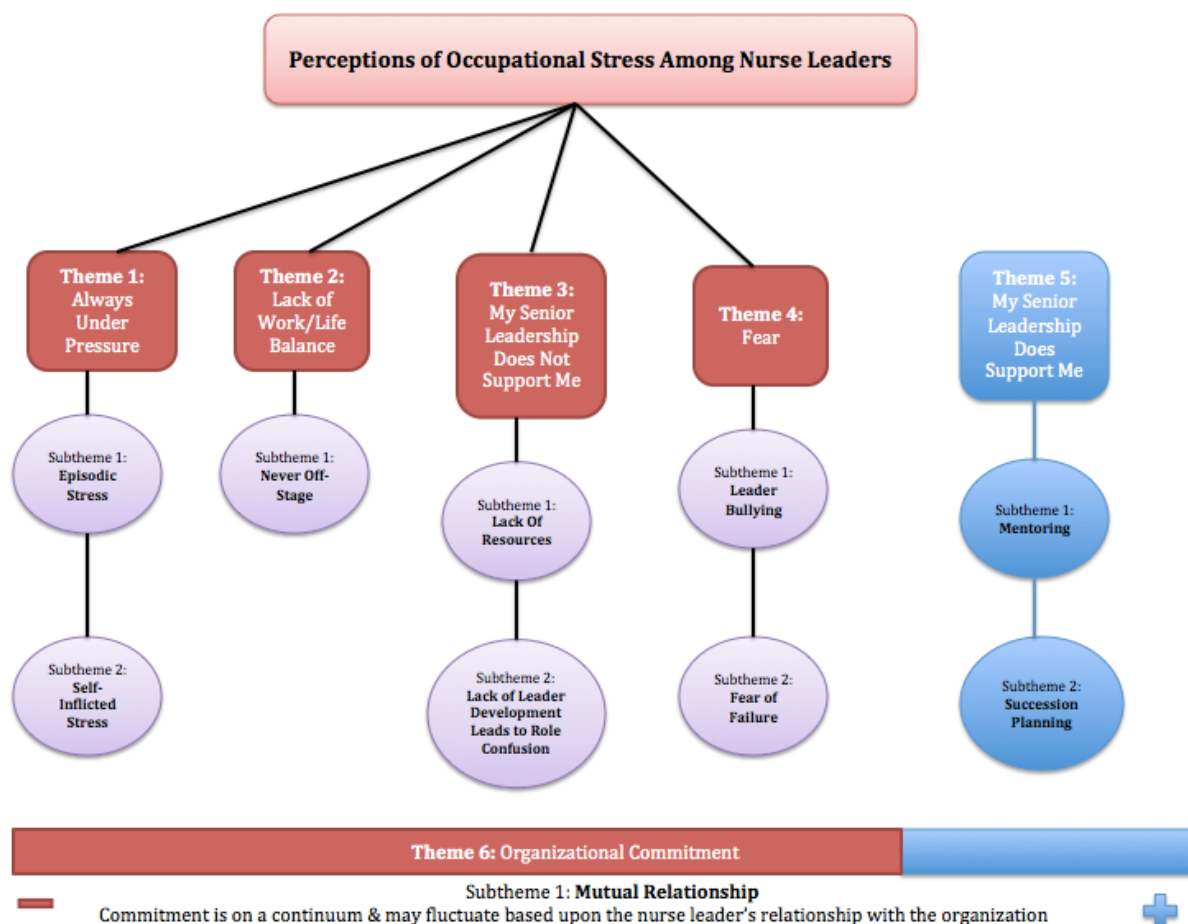 Perceptions of Occupational Stress Among Nurse Leaders
Theme 1:
Always
Under
Pressure
Theme 2:
Lack of
Work/Life
Balance
Theme 3:
My Senior
Leadership
Does Not
Support Me
Theme 4:
Fear
Theme 5:
My Senior
Leadership
Does
Support Me
Subtheme 1:
Episodic
Stress
Subtheme 2:
Self-
Inflicted
Stress
Subtheme 1:
Never Off-
Stage
Subtheme 1:
Lack Of
Resources
Subtheme 2:
Lack of Leader
Development
Leads to Role
Confusion
Subtheme 1:
Leader
Bullying
Subtheme 2:
Fear of
Failure
Subtheme 1:
Mentoring
Subtheme 2:
Succession
Planning
Theme 6: Organizational Commitment
Subtheme 1: Mutual Relationship
Commitment is on a continuum & may fluctuate based upon the nurse leader's relationship with the organization